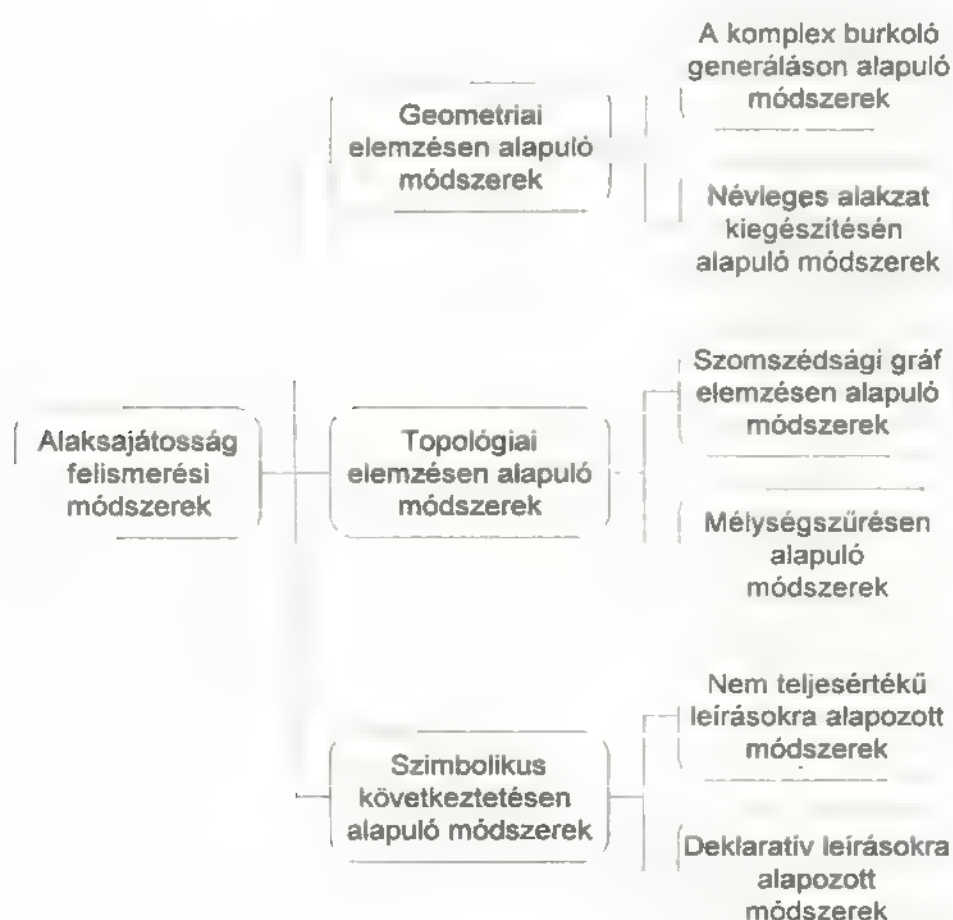 A komplex burkoló
generáláson alapuló
módszerek
Geometriai
elemzésen alapuló
módszerek
Névleges alakzat
kiegészítésén
alapuló módszerek
Szomszédsági gráf
elemzésen alapuló
módszerek
Alaksajátosság
felismerési
módszerek
Topológiai
elemzésen alapuló
módszerek
Mélységszűrésen
alapuló
módszerek
Nem teljesértékű
leírásokra alapozott
módszerek
Szimbolikus
következtetésen
alapuló módszerek
Deklaratív leírásokra
alapozott
módszerek